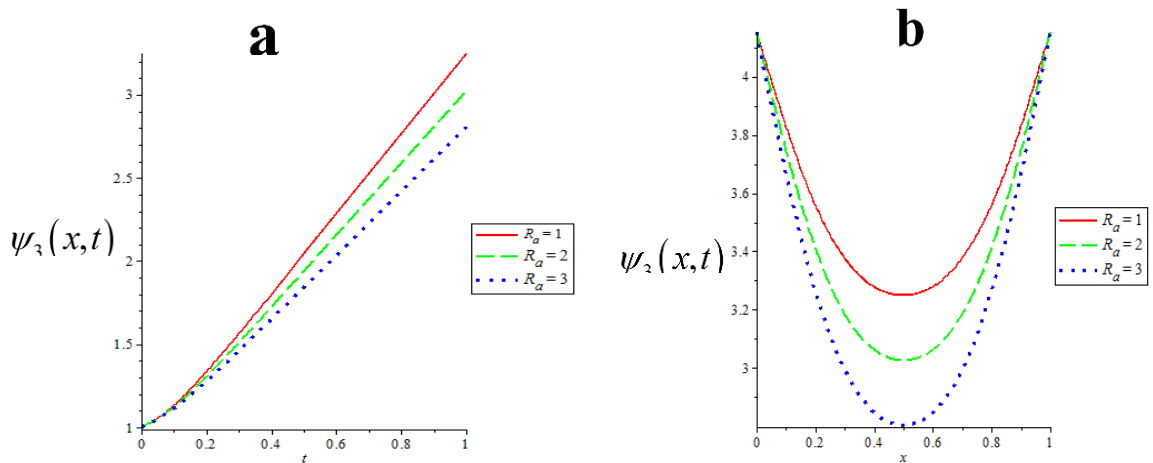 a
3
2.5
ψ₃(x,t)
2
1.5
1
0
0.2
0.4
0.6
0.8
1
t
Rₐ = 1
Rₐ = 2
Rₐ = 3
b
4
3.8
3.6
3.4
ψ₃(x,t)
3.2
3
0
0.2
0.4
0.6
0.8
1
x
Rₐ = 1
Rₐ = 2
Rₐ = 3